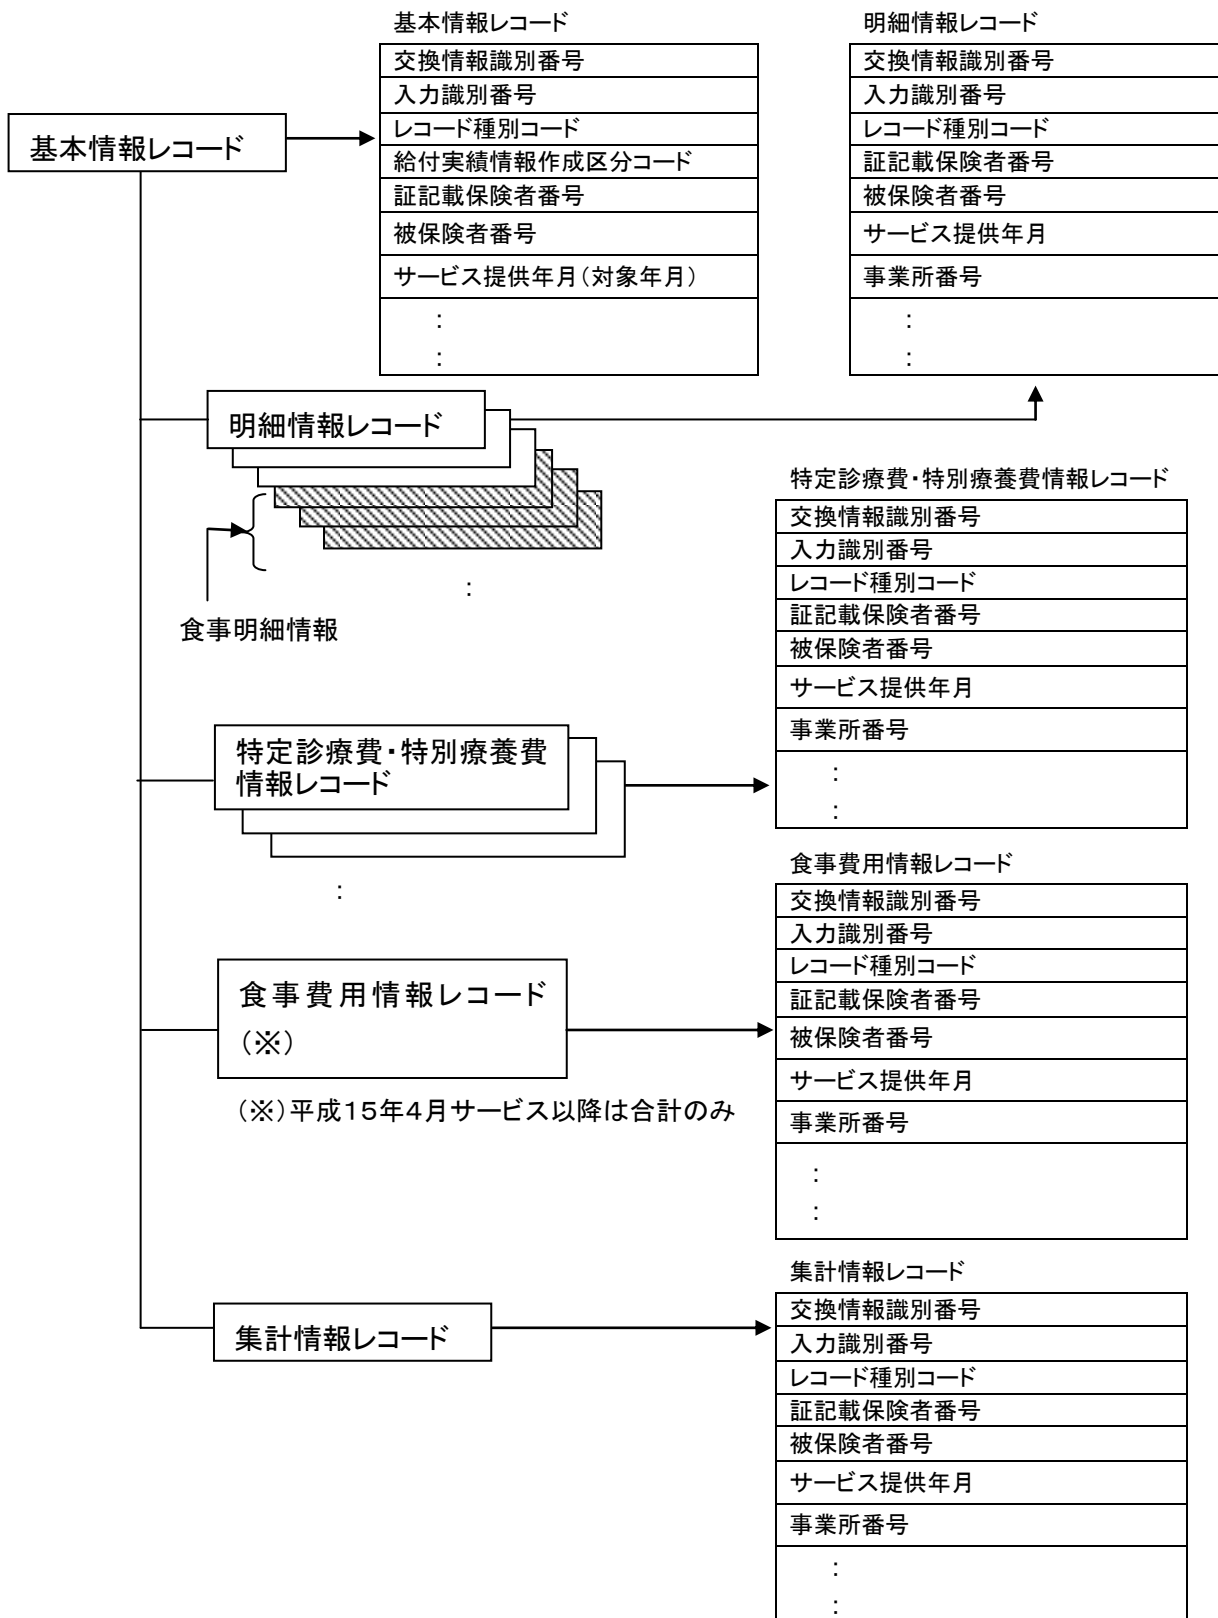 基本情報レコード
基本情報レコード
交換情報識別番号
入力識別番号
レコード種別コード
給付実績情報作成区分コード
証記載保険者番号
被保険者番号
サービス提供年月（対象年月）
：
：
明細情報レコード
交換情報識別番号
入力識別番号
レコード種別コード
証記載保険者番号
被保険者番号
サービス提供年月
事業所番号
：
：
明細情報レコード
：
食事明細情報
特定診療費・特別療養費情報レコード
交換情報識別番号
入力識別番号
レコード種別コード
証記載保険者番号
被保険者番号
サービス提供年月
事業所番号
：
：
特定診療費・特別療養費
情報レコード
：
食事費用情報レコード
交換情報識別番号
入力識別番号
レコード種別コード
証記載保険者番号
被保険者番号
サービス提供年月
事業所番号
：
：
食事費用情報レコード
（※）
（※）平成１５年４月サービス以降は合計のみ
集計情報レコード
集計情報レコード
交換情報識別番号
入力識別番号
レコード種別コード
証記載保険者番号
被保険者番号
サービス提供年月
事業所番号
：
：